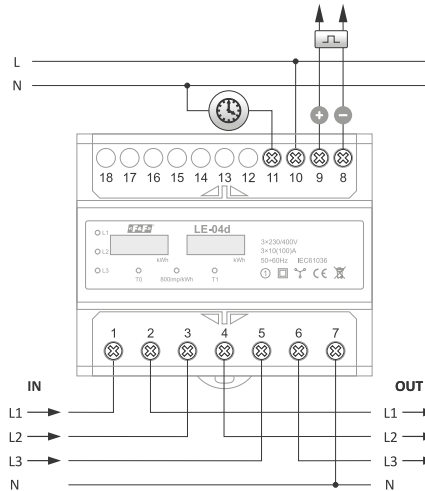 L
N
+ −
18 17 16 15 14 13 12 11 10 9 8
F&F LE-04d
L1
L2
L3
kWh kWh
T0 800imp/kWh T1
3×230/400V
3×10(100)A
50÷60Hz IEC61036
1 CE
1 2 3 4 5 6 7
IN OUT
L1 L1
L2 L2
L3 L3
N N